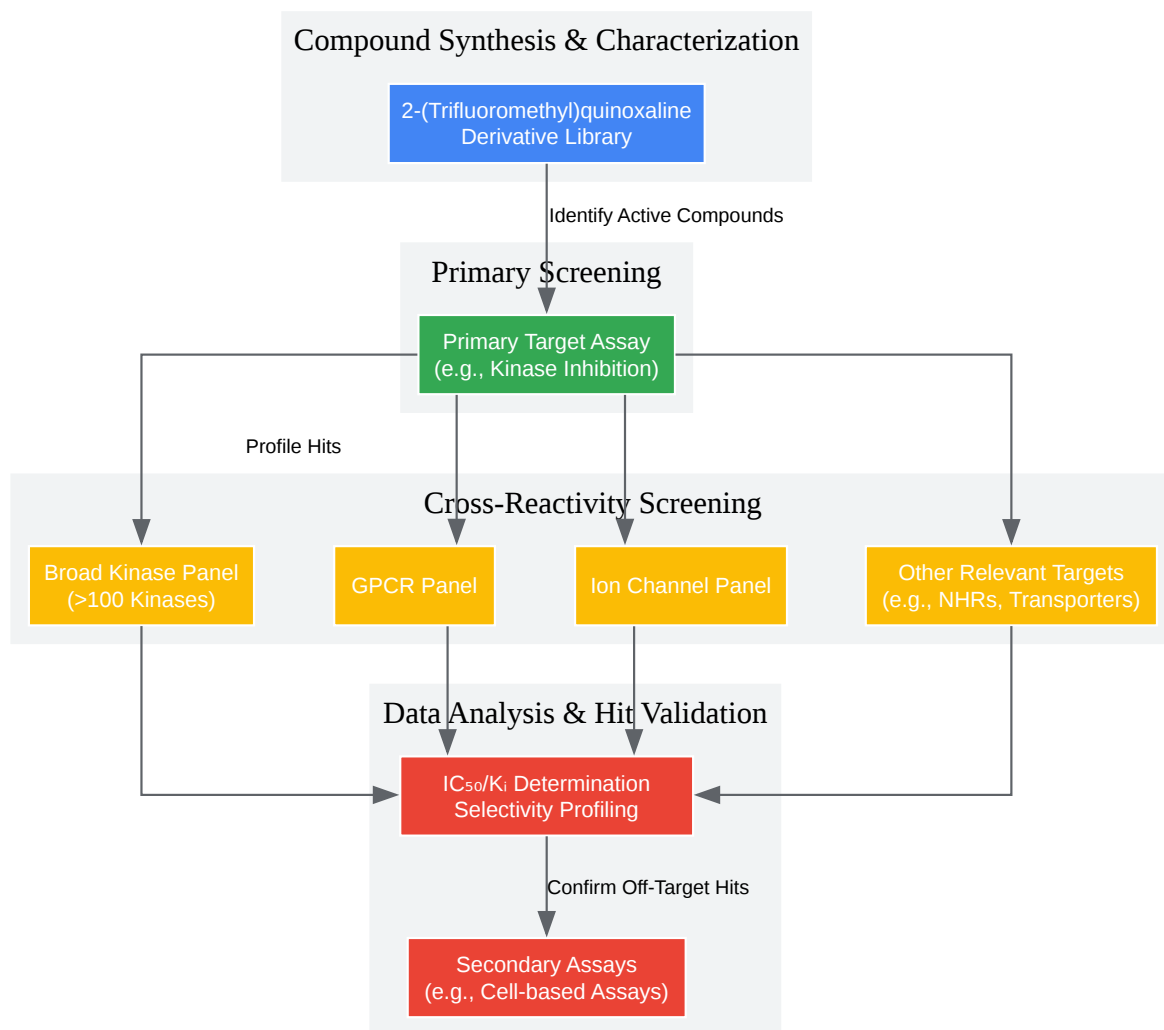 Compound Synthesis & Characterization
2-(Trifluoromethyl)quinoxaline
Derivative Library
Identify Active Compounds
Primary Screening
Primary Target Assay
(e.g., Kinase Inhibition)
Profile Hits
Cross-Reactivity Screening
Broad Kinase Panel
(>100 Kinases)
GPCR Panel
Ion Channel Panel
Other Relevant Targets
(e.g., NHRs, Transporters)
Data Analysis & Hit Validation
IC₅₀/Kᵢ Determination
Selectivity Profiling
Confirm Off-Target Hits
Secondary Assays
(e.g., Cell-based Assays)